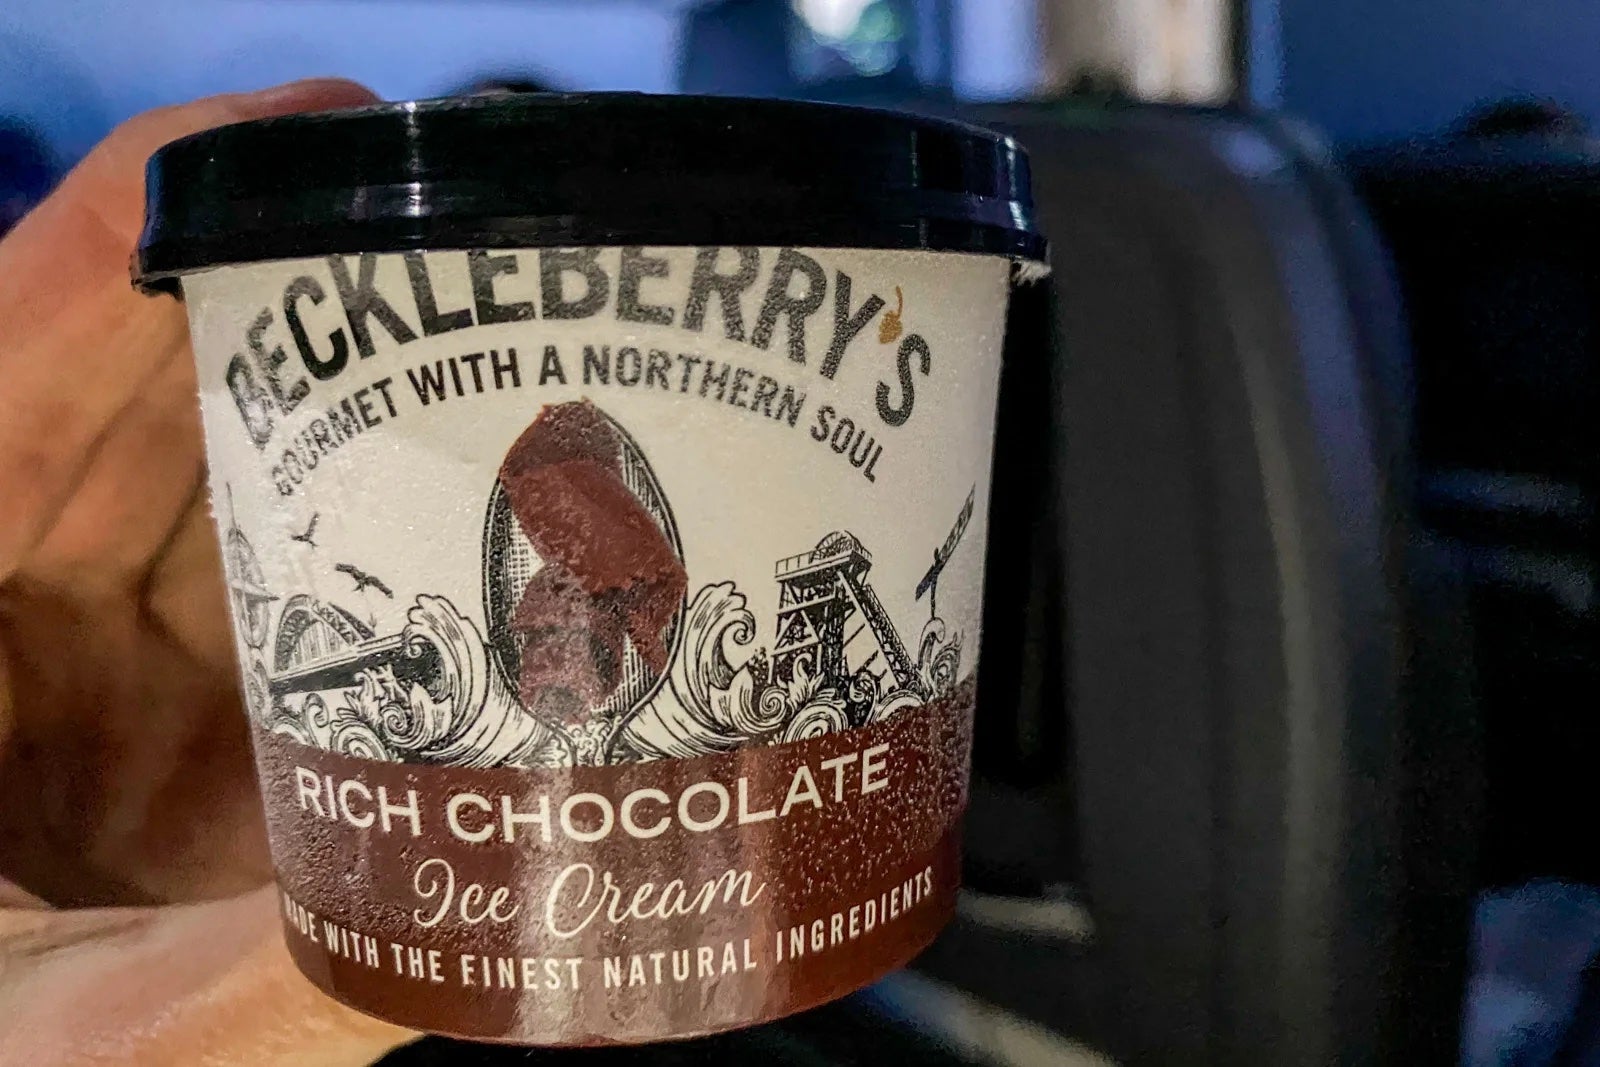 BECKLEBERRY'S
GOURMET WITH A NORTHERN SOUL
RICH CHOCOLATE
Ice Cream
MADE WITH THE FINEST NATURAL INGREDIENTS